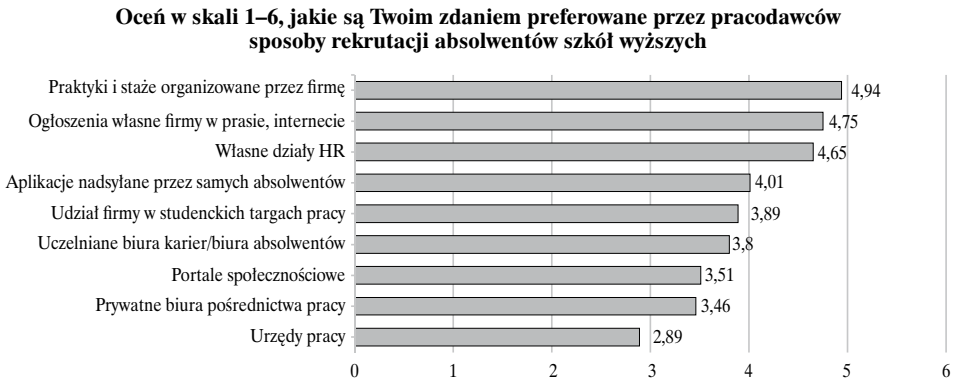 Oceń w skali 1–6, jakie są Twoim zdaniem preferowane przez pracodawców
sposoby rekrutacji absolwentów szkół wyższych
Praktyki i staże organizowane przez firmę 4,94
Ogłoszenia własne firmy w prasie, internecie 4,75
Własne działy HR 4,65
Aplikacje nadsyłane przez samych absolwentów 4,01
Udział firmy w studenckich targach pracy 3,89
Uczelniane biura karier/biura absolwentów 3,8
Portale społecznościowe 3,51
Prywatne biura pośrednictwa pracy 3,46
Urzędy pracy 2,89
0 1 2 3 4 5 6